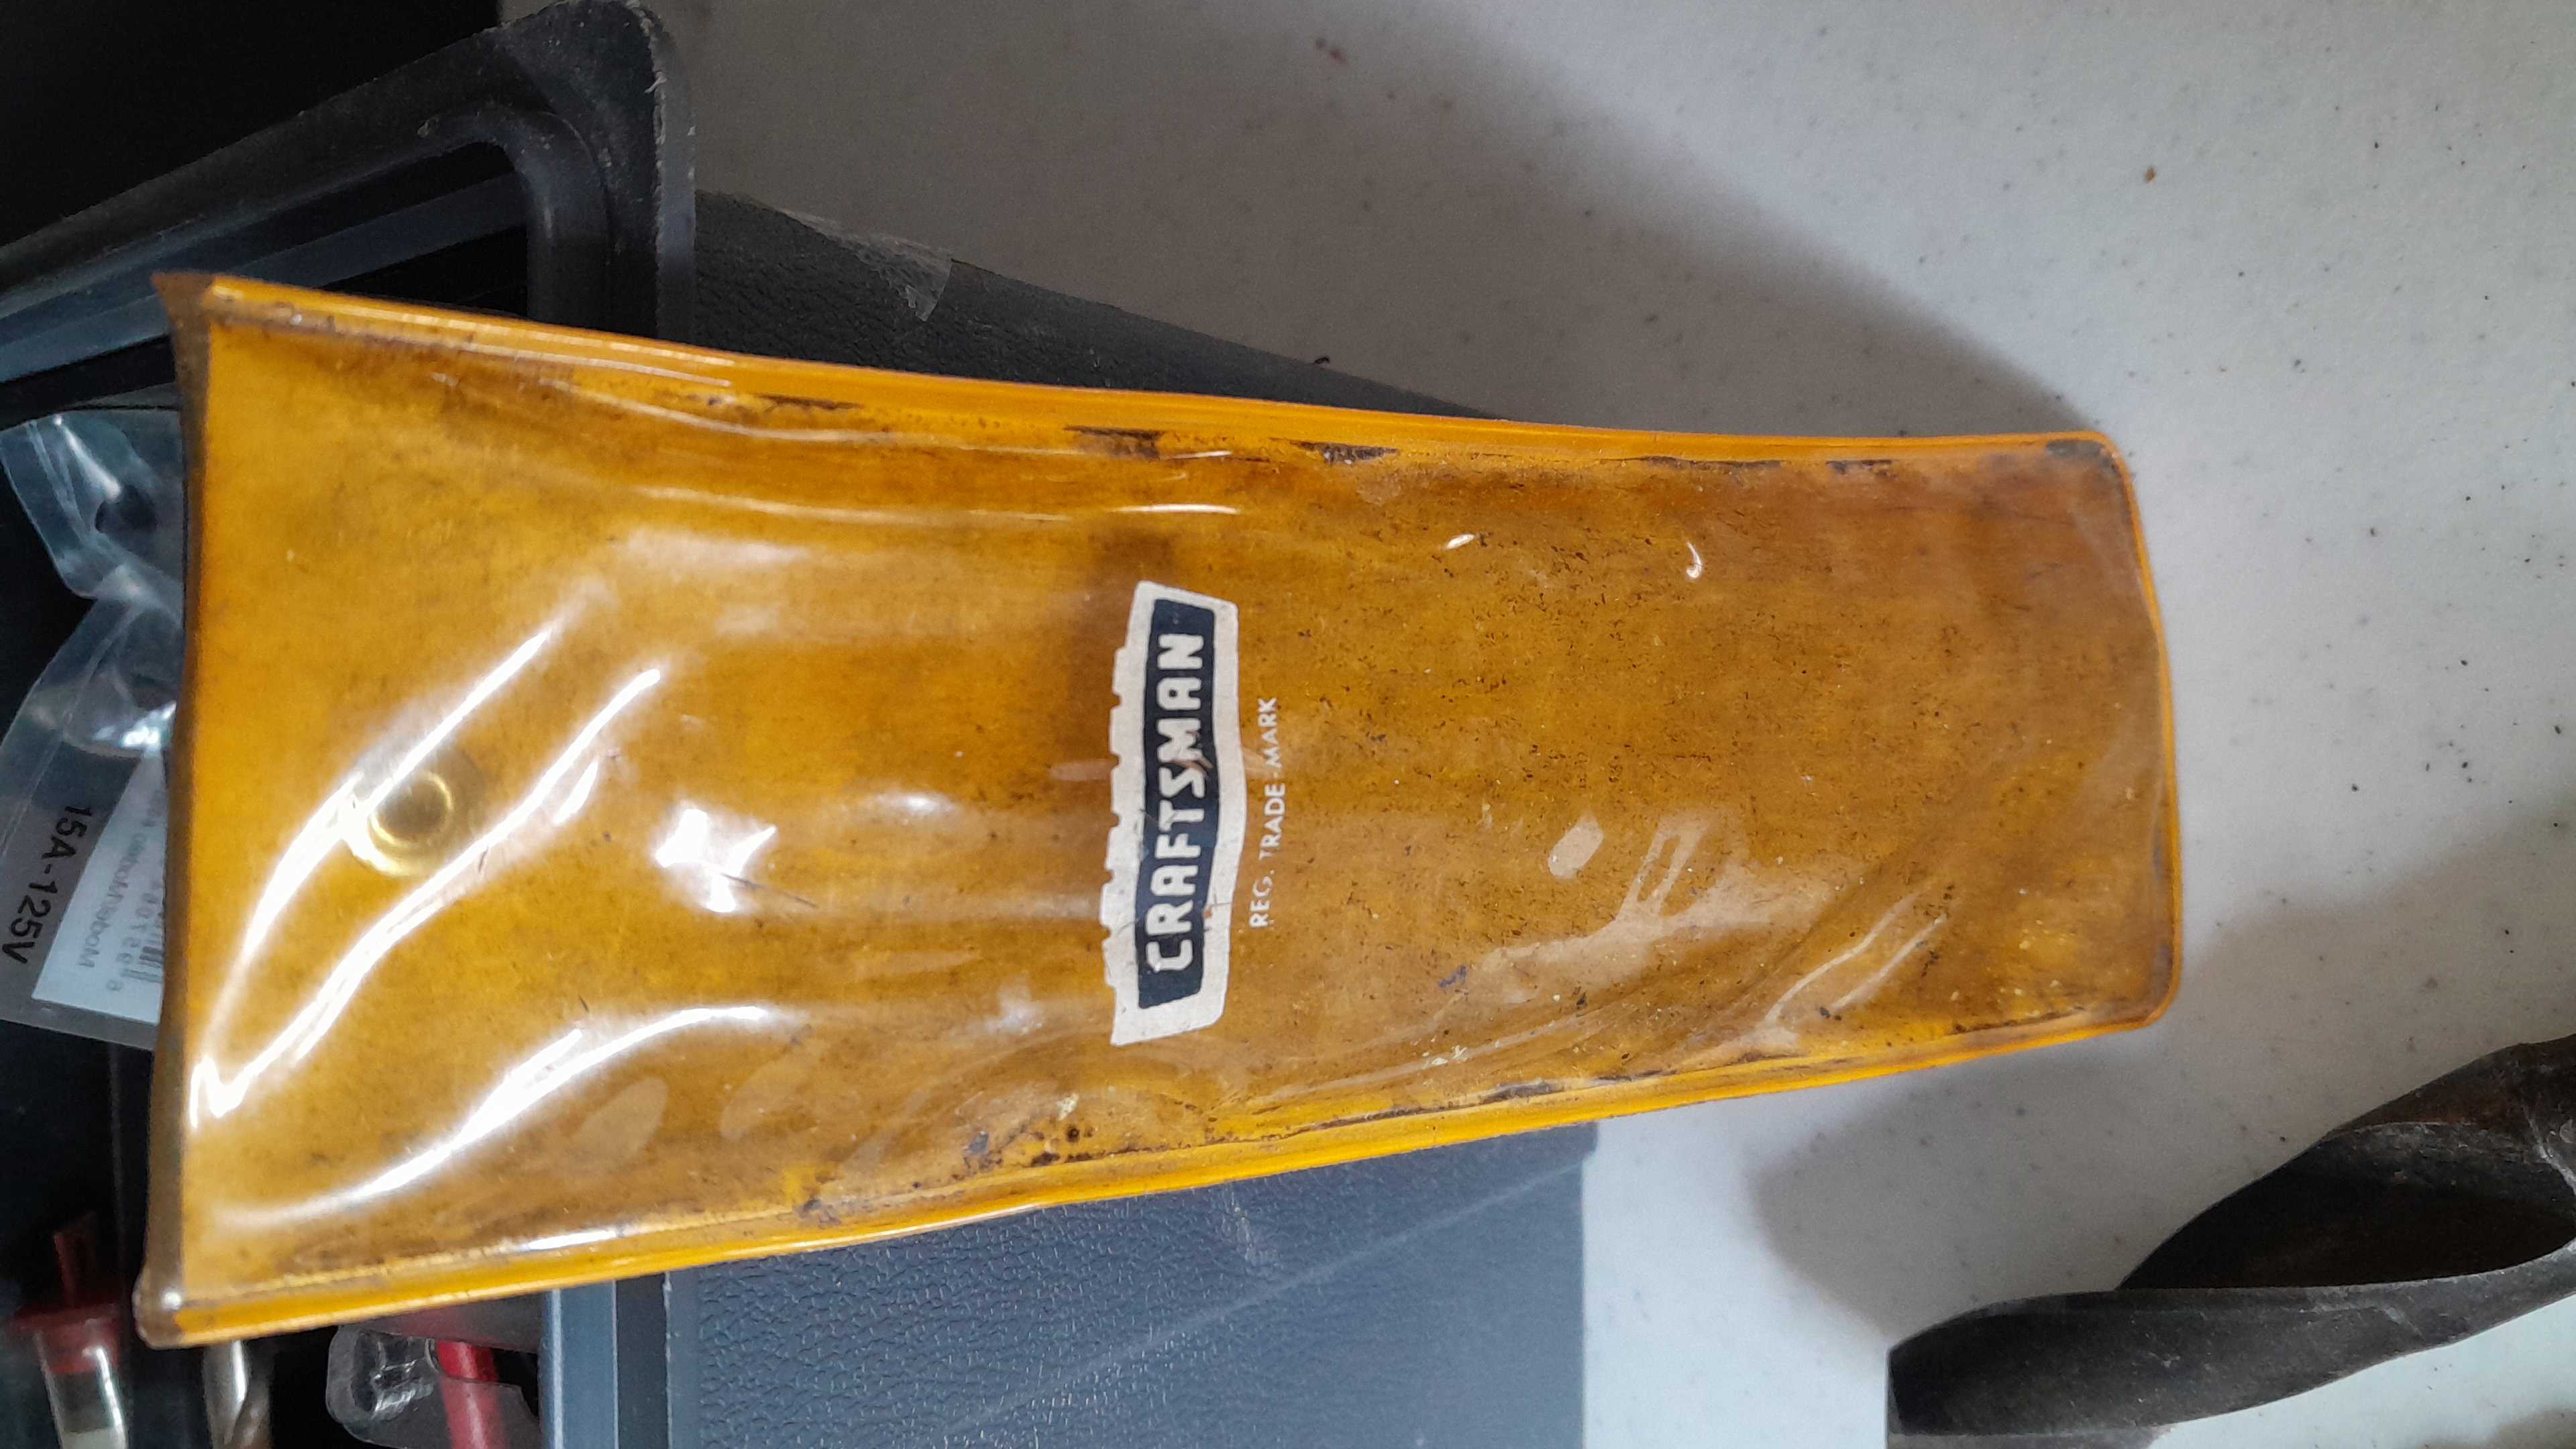 CRAFTSMAN
REG. TRADE-MARK
15A-125V